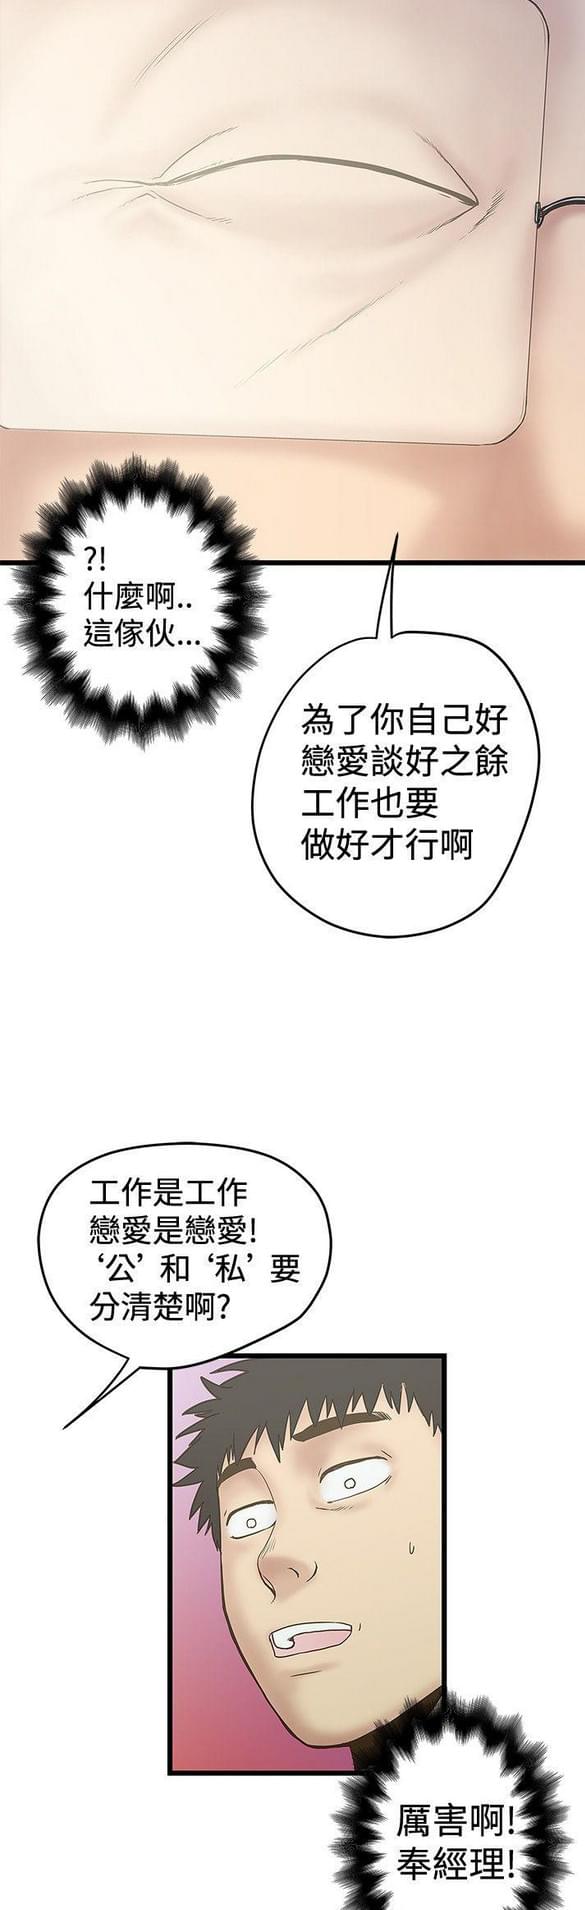 ?!
什麼啊..
這傢伙...
為了你自己好
戀愛談好之餘
工作也要
做好才行啊
工作是工作
戀愛是戀愛!
‘公’和‘私’要
分清楚啊?
厲害啊!
奉經理!